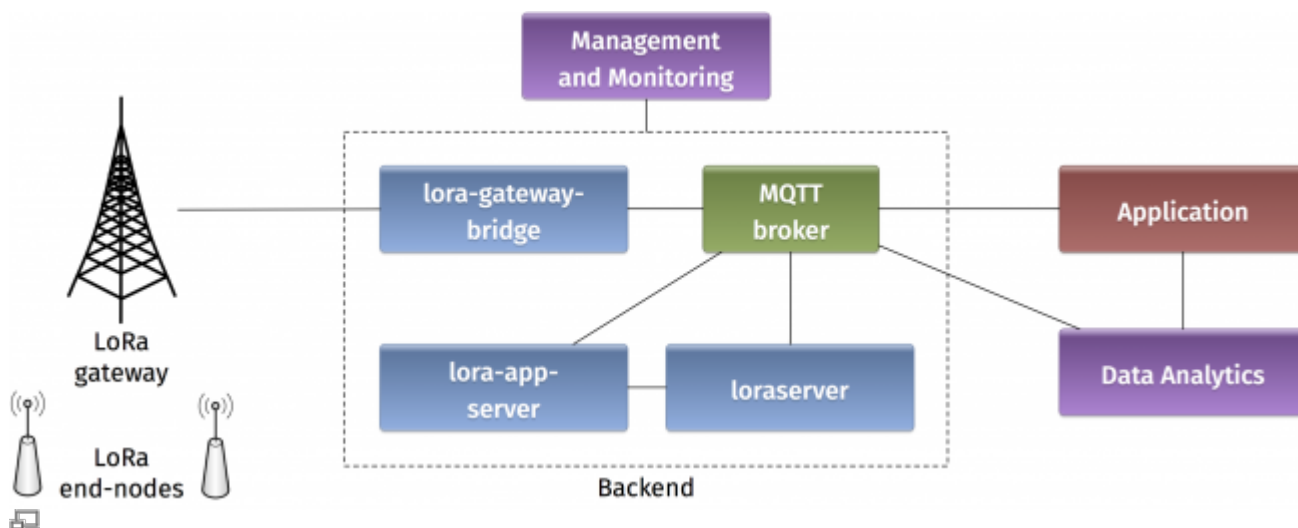 Management
and Monitoring
lora-gateway-
bridge
MQTT
broker
Application
LoRa
gateway
lora-app-
server
loraserver
Data Analytics
LoRa
end-nodes
Backend